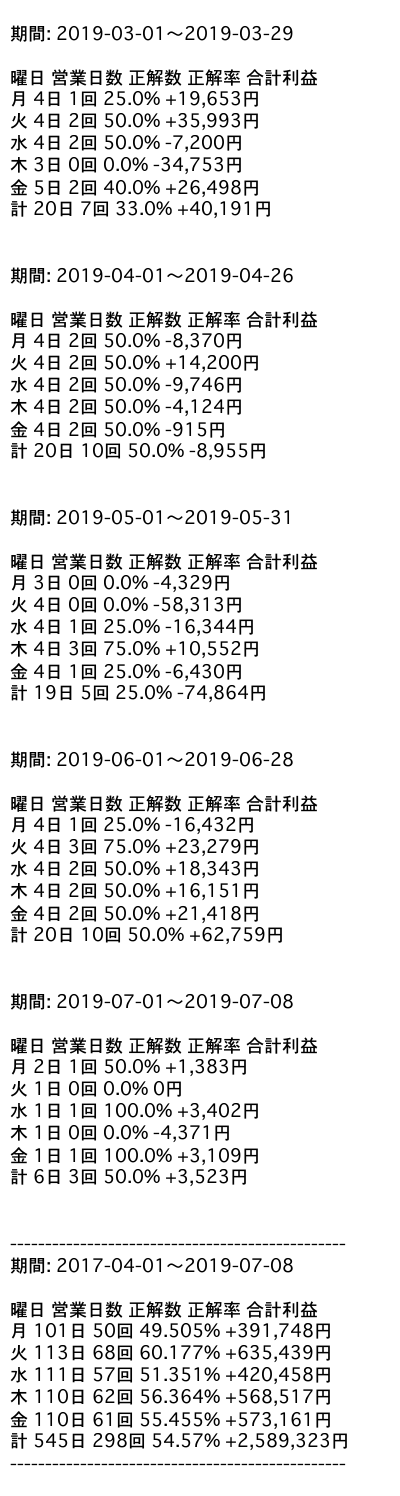 期間: 2019-03-01～2019-03-29
曜日 営業日数 正解数 正解率 合計利益
月 4日 1回 25.0% +19,653円
火 4日 2回 50.0% +35,993円
水 4日 2回 50.0% -7,200円
木 3日 0回 0.0% -34,753円
金 5日 2回 40.0% +26,498円
計 20日 7回 33.0% +40,191円
期間: 2019-04-01～2019-04-26
曜日 営業日数 正解数 正解率 合計利益
月 4日 2回 50.0% -8,370円
火 4日 2回 50.0% +14,200円
水 4日 2回 50.0% -9,746円
木 4日 2回 50.0% -4,124円
金 4日 2回 50.0% -915円
計 20日 10回 50.0% -8,955円
期間: 2019-05-01～2019-05-31
曜日 営業日数 正解数 正解率 合計利益
月 3日 0回 0.0% -4,329円
火 4日 0回 0.0% -58,313円
水 4日 1回 25.0% -16,344円
木 4日 3回 75.0% +10,552円
金 4日 1回 25.0% -6,430円
計 19日 5回 25.0% -74,864円
期間: 2019-06-01～2019-06-28
曜日 営業日数 正解数 正解率 合計利益
月 4日 1回 25.0% -16,432円
火 4日 3回 75.0% +23,279円
水 4日 2回 50.0% +18,343円
木 4日 2回 50.0% +16,151円
金 4日 2回 50.0% +21,418円
計 20日 10回 50.0% +62,759円
期間: 2019-07-01～2019-07-08
曜日 営業日数 正解数 正解率 合計利益
月 2日 1回 50.0% +1,383円
火 1日 0回 0.0% 0円
水 1日 1回 100.0% +3,402円
木 1日 0回 0.0% -4,371円
金 1日 1回 100.0% +3,109円
計 6日 3回 50.0% +3,523円
------------------------------------------------
期間: 2017-04-01～2019-07-08
曜日 営業日数 正解数 正解率 合計利益
月 101日 50回 49.505% +391,748円
火 113日 68回 60.177% +635,439円
水 111日 57回 51.351% +420,458円
木 110日 62回 56.364% +568,517円
金 110日 61回 55.455% +573,161円
計 545日 298回 54.57% +2,589,323円
------------------------------------------------